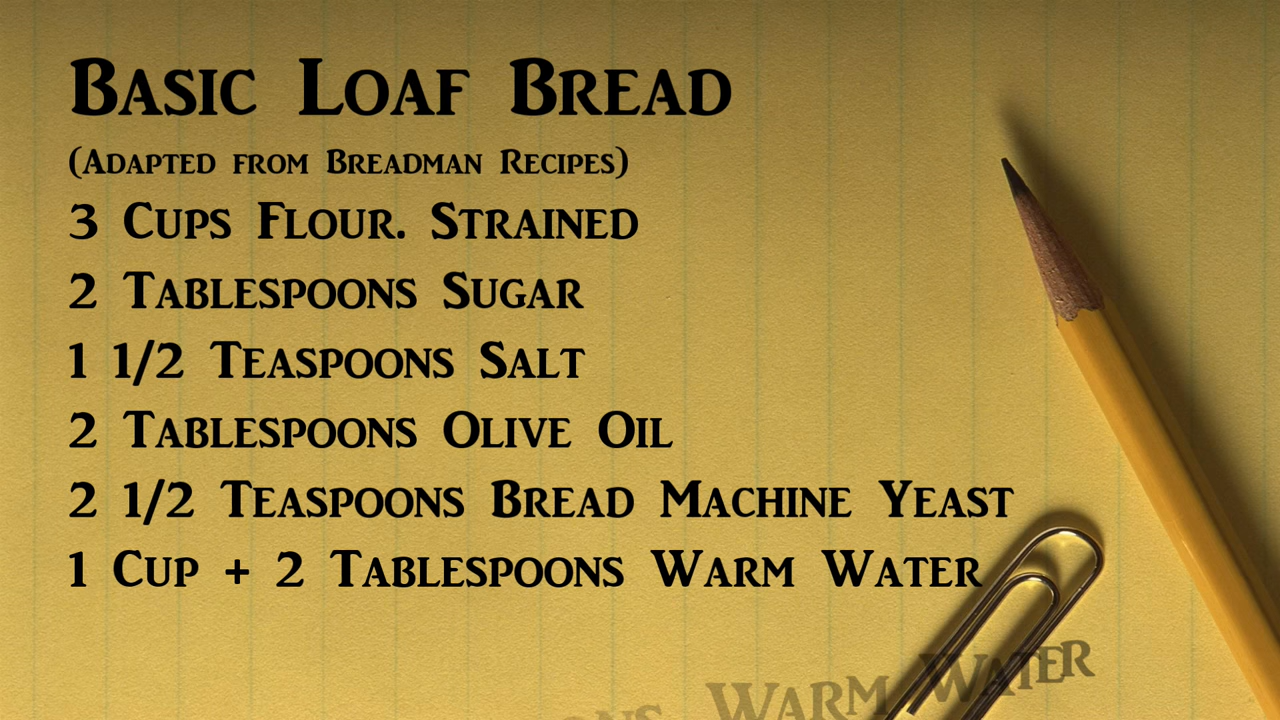 Basic Loaf Bread
(Adapted from Breadman Recipes)
3 Cups Flour. Strained
2 Tablespoons Sugar
1 1/2 Teaspoons Salt
2 Tablespoons Olive Oil
2 1/2 Teaspoons Bread Machine Yeast
1 Cup + 2 Tablespoons Warm Water
Warm Water